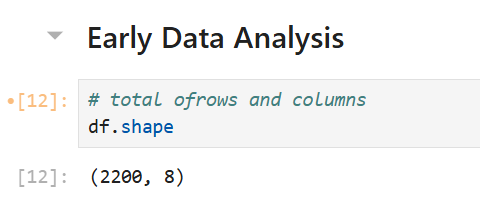 Early Data Analysis
•[12]:
# total ofrows and columns
df.shape
[12]:
(2200, 8)